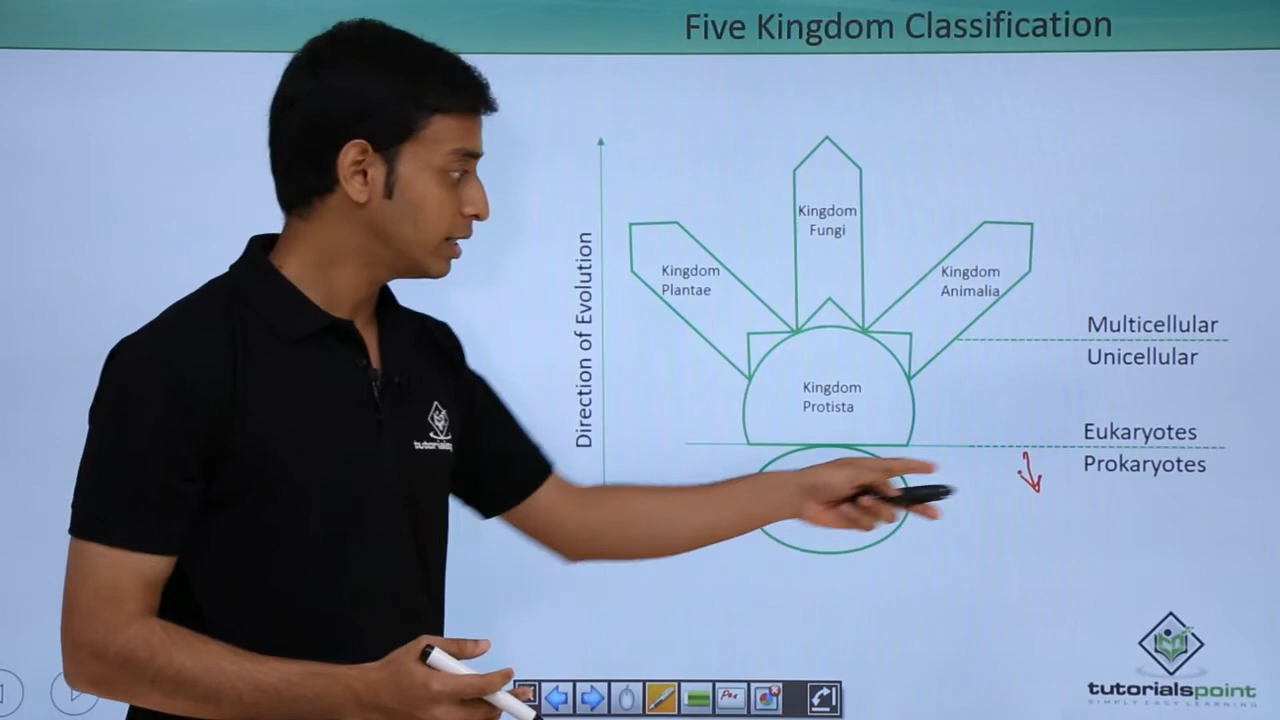 Five Kingdom Classification
Kingdom
Fungi
Kingdom
Plantae
Kingdom
Animalia
Direction of Evolution
Multicellular
Unicellular
Kingdom
Protista
Eukaryotes
Prokaryotes
tutorialspoint
SIMPLY EASY LEARNING